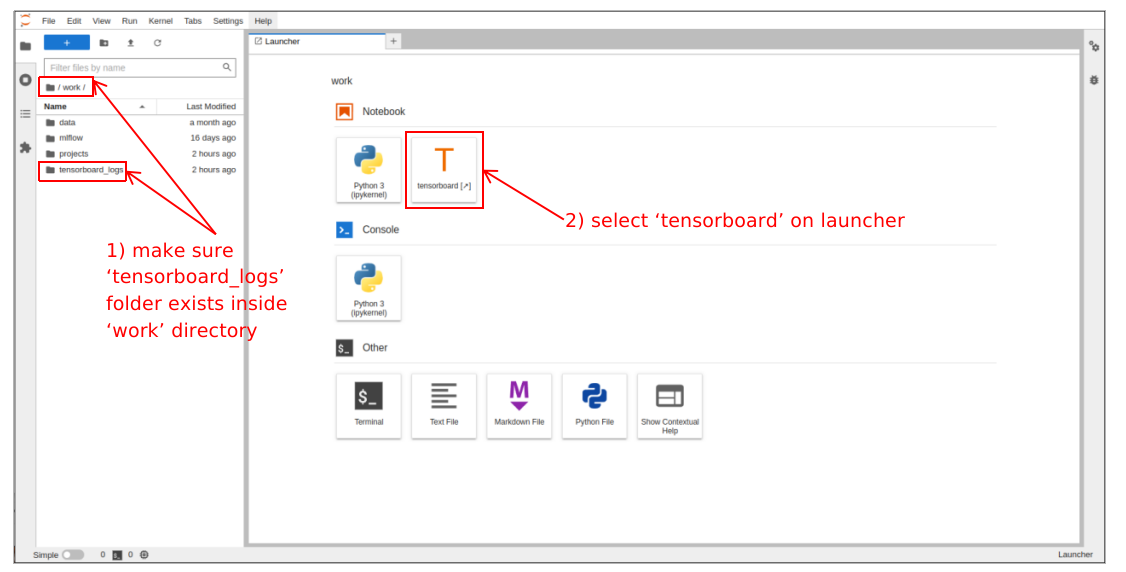 File Edit View Run Kernel Tabs Settings Help
+
Launcher
+
Filter files by name
/ work /
Name Last Modified
data a month ago
mlflow 16 days ago
projects 2 hours ago
tensorboard_logs 2 hours ago
1) make sure
‘tensorboard_logs’
folder exists inside
‘work’ directory
work
Notebook
Python 3
(ipykernel)
T
tensorboard [↗]
2) select ‘tensorboard’ on launcher
Console
Python 3
(ipykernel)
$_ Other
$_
Terminal
Text File
M
Markdown File
Python File
Show Contextual
Help
Simple 0 $_ 0
Launcher